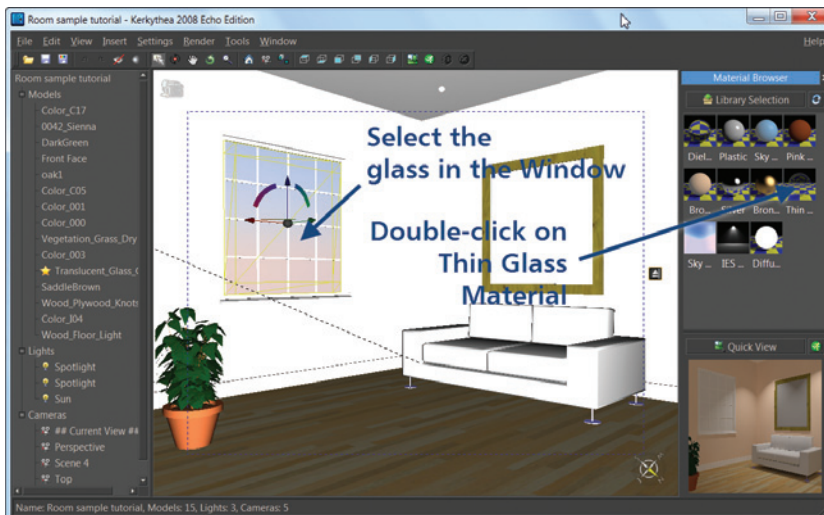 Room sample tutorial - Kerkythea 2008 Echo Edition
File Edit View Insert Settings Render Tools Window Help
Room sample tutorial
Models
Color_C17
0042_Sienna
DarkGreen
Front Face
oak1
Color_C05
Color_001
Color_000
Vegetation_Grass_Dry
Color_003
Translucent_Glass_G
SaddleBrown
Wood_Plywood_Knots
Color_I04
Wood_Floor_Light
Lights
Spotlight
Spotlight
Sun
Cameras
## Current View ##
Perspective
Scene 4
Top
Select the
glass in the Window
Double-click on
Thin Glass
Material
Material Browser
Library Selection
Diel... Plastic Sky ... Pink ...
Bro... Silver Bron... Thin ...
Sky ... IES ... Diffu...
Quick View
Name: Room sample tutorial, Models: 15, Lights: 3, Cameras: 5